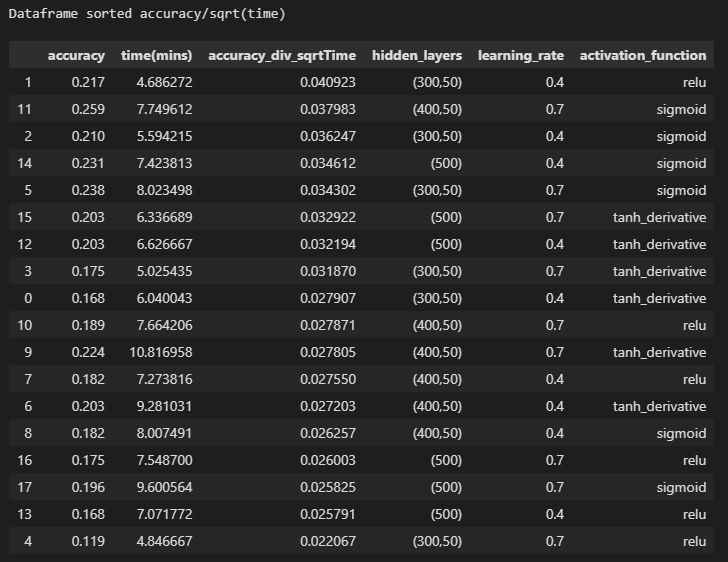 Dataframe sorted accuracy/sqrt(time)
accuracy time(mins) accuracy_div_sqrtTime hidden_layers learning_rate activation_function
1 0.217 4.686272 0.040923 (300,50) 0.4 relu
11 0.259 7.749612 0.037983 (400,50) 0.7 sigmoid
2 0.210 5.594215 0.036247 (300,50) 0.4 sigmoid
14 0.231 7.423813 0.034612 (500) 0.4 sigmoid
5 0.238 8.023498 0.034302 (300,50) 0.7 sigmoid
15 0.203 6.336689 0.032922 (500) 0.7 tanh_derivative
12 0.203 6.626667 0.032194 (500) 0.4 tanh_derivative
3 0.175 5.025435 0.031870 (300,50) 0.7 tanh_derivative
0 0.168 6.040043 0.027907 (300,50) 0.4 tanh_derivative
10 0.189 7.664206 0.027871 (400,50) 0.7 relu
9 0.224 10.816958 0.027805 (400,50) 0.7 tanh_derivative
7 0.182 7.273816 0.027550 (400,50) 0.4 relu
6 0.203 9.281031 0.027203 (400,50) 0.4 tanh_derivative
8 0.182 8.007491 0.026257 (400,50) 0.4 sigmoid
16 0.175 7.548700 0.026003 (500) 0.7 relu
17 0.196 9.600564 0.025825 (500) 0.7 sigmoid
13 0.168 7.071772 0.025791 (500) 0.4 relu
4 0.119 4.846667 0.022067 (300,50) 0.7 relu